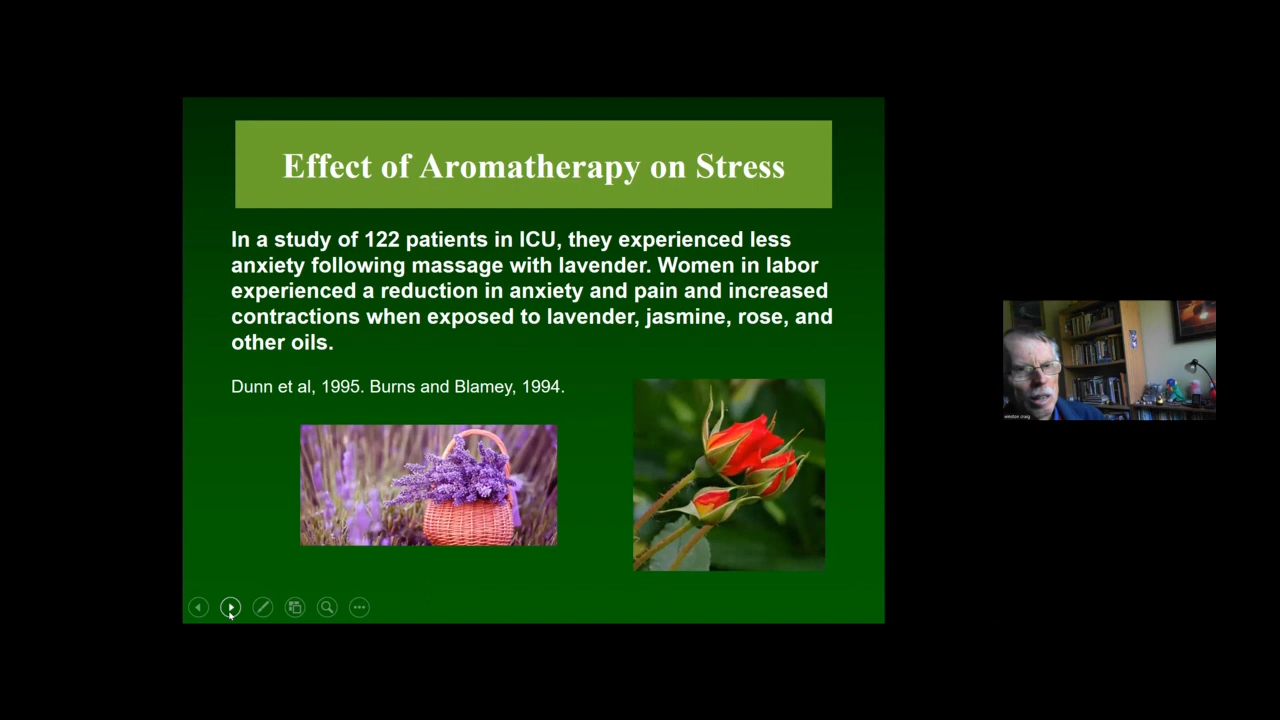 Effect of Aromatherapy on Stress
In a study of 122 patients in ICU, they experienced less
anxiety following massage with lavender. Women in labor
experienced a reduction in anxiety and pain and increased
contractions when exposed to lavender, jasmine, rose, and
other oils.
Dunn et al, 1995. Burns and Blamey, 1994.
winston craig